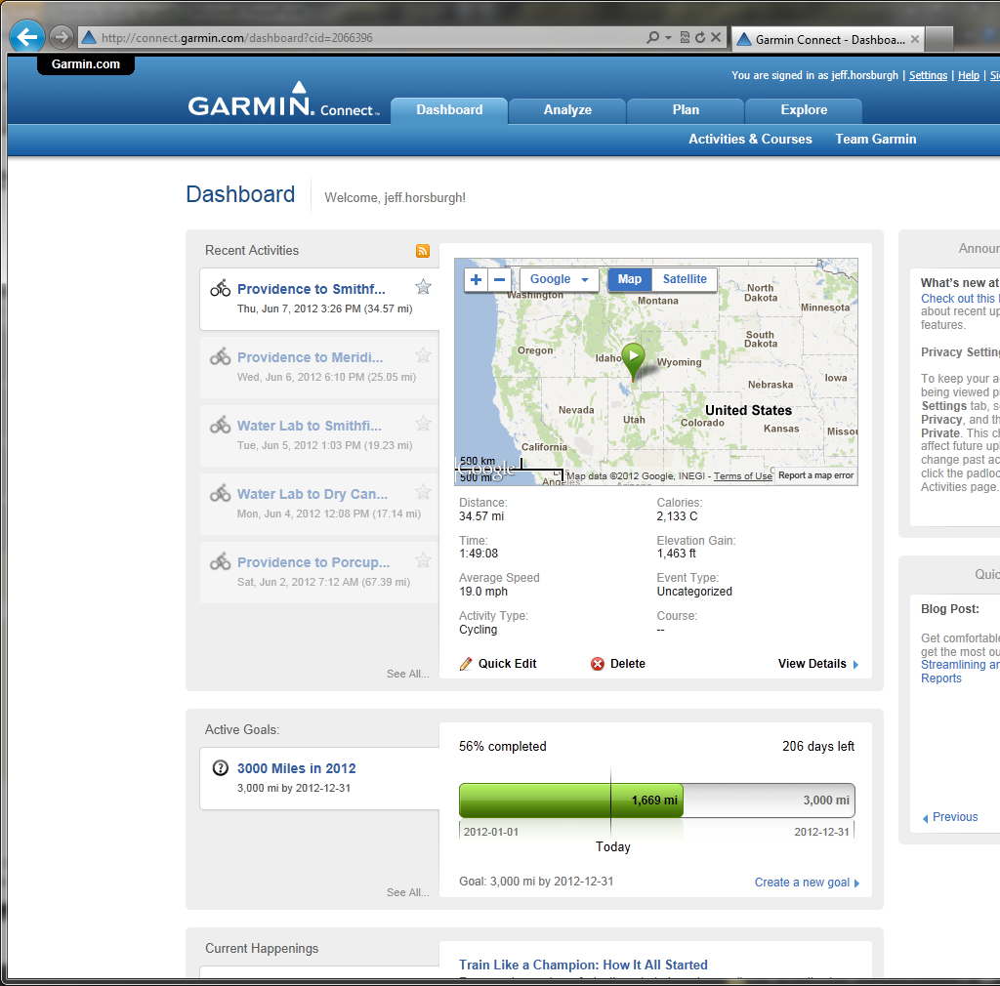 http://connect.garmin.com/dashboard?cid=2066396
Garmin Connect - Dashboa...
Garmin.com
You are signed in as jeff.horsburgh | Settings | Help | Si
GARMIN. Connect™
Dashboard
Analyze
Plan
Explore
Activities & Courses
Team Garmin
Dashboard
Welcome, jeff.horsburgh!
Recent Activities
Providence to Smithf...
Thu, Jun 7, 2012 3:26 PM (34.57 mi)
Providence to Meridi...
Wed, Jun 6, 2012 6:10 PM (25.05 mi)
Water Lab to Smithfi...
Tue, Jun 5, 2012 1:03 PM (19.23 mi)
Water Lab to Dry Can...
Mon, Jun 4, 2012 12:08 PM (17.14 mi)
Providence to Porcup...
Sat, Jun 2, 2012 7:12 AM (67.39 mi)
See All...
+ −
Google
Map
Satellite
Washington
Montana
North
Dakota
Minnesota
Oregon
Idaho
Wyoming
South
Dakota
Iowa
Nebraska
Nevada
Utah
United States
Colorado
Kansas
Missor
California
500 km
Google
500 mi
Angeles
Arizona
Map data ©2012 Google, INEGI - Terms of Use
Report a map error
Distance:
34.57 mi
Calories:
2,133 C
Time:
1:49:08
Elevation Gain:
1,463 ft
Average Speed
19.0 mph
Event Type:
Uncategorized
Activity Type:
Cycling
Course:
--
Quick Edit
Delete
View Details
Active Goals:
3000 Miles in 2012
3,000 mi by 2012-12-31
See All...
56% completed
206 days left
1,669 mi
3,000 mi
2012-01-01
2012-12-31
Today
Goal: 3,000 mi by 2012-12-31
Create a new goal
Current Happenings
Train Like a Champion: How It All Started
Announ
What's new at
Check out this
about recent up
features.
Privacy Setting
To keep your a
being viewed pu
Settings tab, s
Privacy, and th
Private. This ch
affect future upl
change past ac
click the padloc
Activities page.
Quic
Blog Post:
Get comfortable
get the most ou
Streamlining an
Reports
Previous